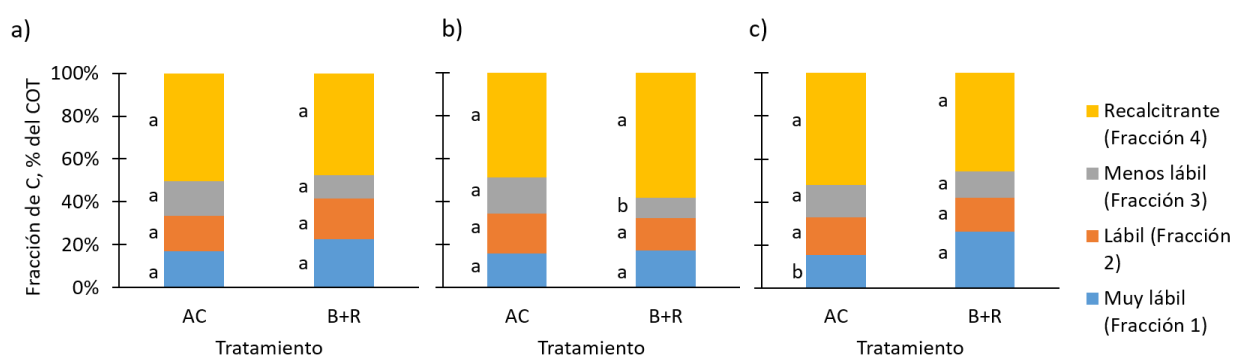 a)
b)
c)
Fracción de C, % del COT
100%
80%
60%
40%
20%
0%
a
a
a
a
a
a
a
a
AC
B+R
Tratamiento
a
a
a
a
a
b
a
a
AC
B+R
Tratamiento
a
a
a
b
a
a
a
a
AC
B+R
Tratamiento
Recalcitrante
(Fracción 4)
Menos lábil
(Fracción 3)
Lábil (Fracción
2)
Muy lábil
(Fracción 1)